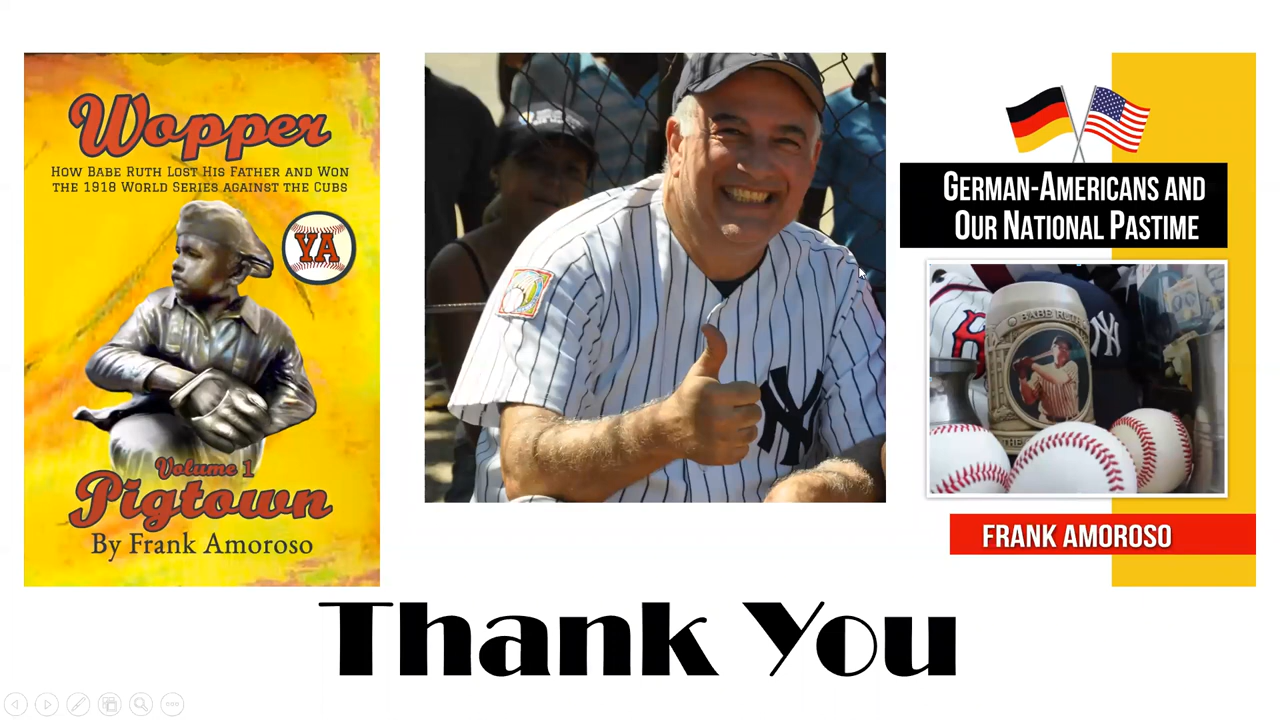 Wopper
How Babe Ruth Lost His Father and Won
the 1918 World Series against the Cubs
YA
Volume 1
Pigtown
By Frank Amoroso
NY
German-Americans and
Our National Pastime
BABE RUTH
NY
THE
FRANK AMOROSO
Thank You